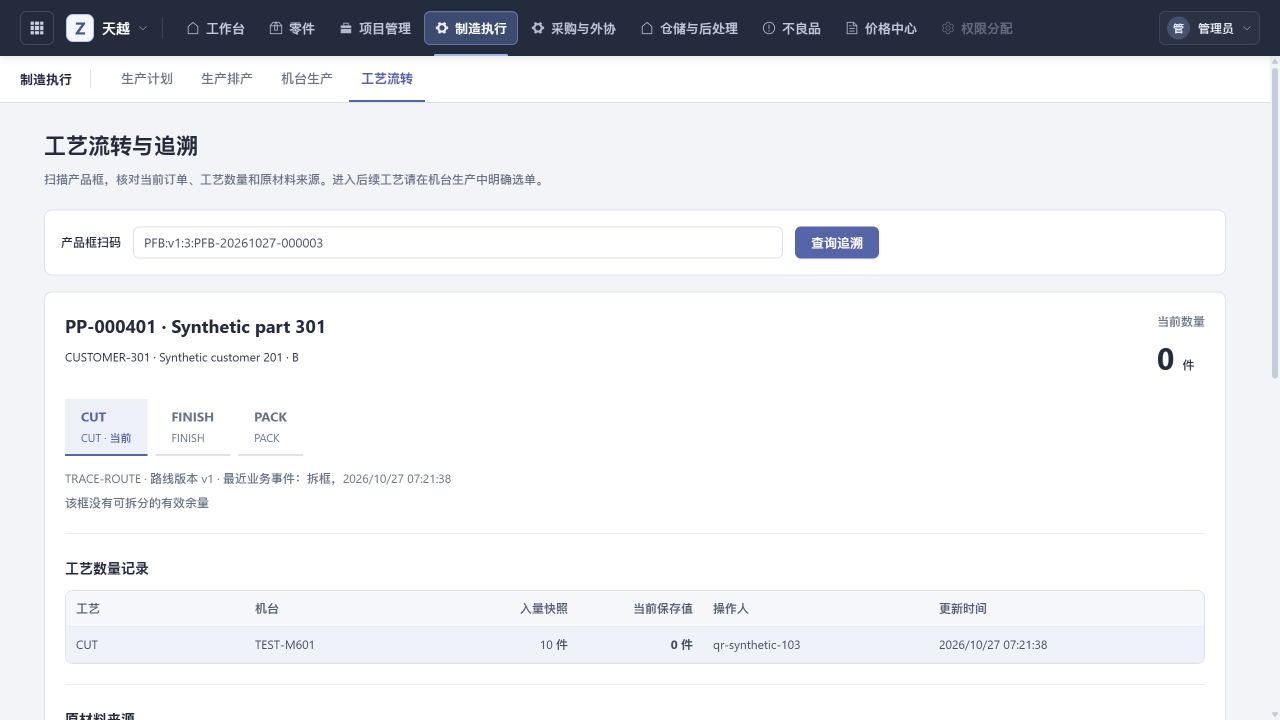 Z 天越 工作台 零件 项目管理 制造执行 采购与外协 仓储与后处理 不良品 价格中心 权限分配 管 管理员
制造执行 生产计划 生产排产 机台生产 工艺流转
工艺流转与追溯
扫描产品框，核对当前订单、工艺数量和原材料来源。进入后续工艺请在机台生产中明确选单。
产品框扫码 PFB:v1:3:PFB-20261027-000003 查询追溯
PP-000401 · Synthetic part 301 当前数量
CUSTOMER-301 · Synthetic customer 201 · B 0 件
CUT FINISH PACK
CUT · 当前 FINISH PACK
TRACE-ROUTE · 路线版本 v1 · 最近业务事件：拆框，2026/10/27 07:21:38
该框没有可拆分的有效余量
工艺数量记录
工艺 机台 入量快照 当前保存值 操作人 更新时间
CUT TEST-M601 10 件 0 件 qr-synthetic-103 2026/10/27 07:21:38
原材料来源